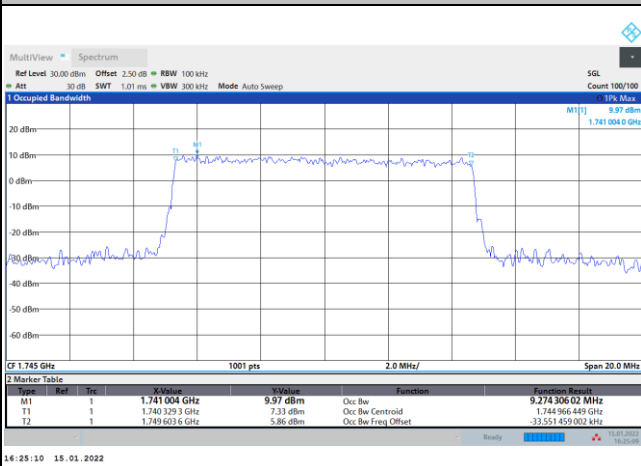 MultiView Spectrum
Ref Level 30.00 dBm Offset 2.50 dB RBW 100 kHz SGL
Att 30 dB SWT 1.01 ms VBW 300 kHz Mode Auto Sweep Count 100/100
1 Occupied Bandwidth 1Pk Max
M1[1] 9.97 dBm
1.741 004 0 GHz
20 dBm
M1
T1 T2
10 dBm
0 dBm
-10 dBm
-20 dBm
-30 dBm
-40 dBm
-50 dBm
-60 dBm
CF 1.745 GHz 1001 pts 2.0 MHz/ Span 20.0 MHz
2 Marker Table
Type Ref Trc X-Value Y-Value Function Function Result
M1 1 1.741 004 GHz 9.97 dBm Occ Bw 9.274 306 02 MHz
T1 1 1.740 329 3 GHz 7.33 dBm Occ Bw Centroid 1.744 966 449 GHz
T2 1 1.749 603 6 GHz 5.86 dBm Occ Bw Freq Offset -33.551 459 002 kHz
Ready 15.01.2022
16:25:09
16:25:10 15.01.2022